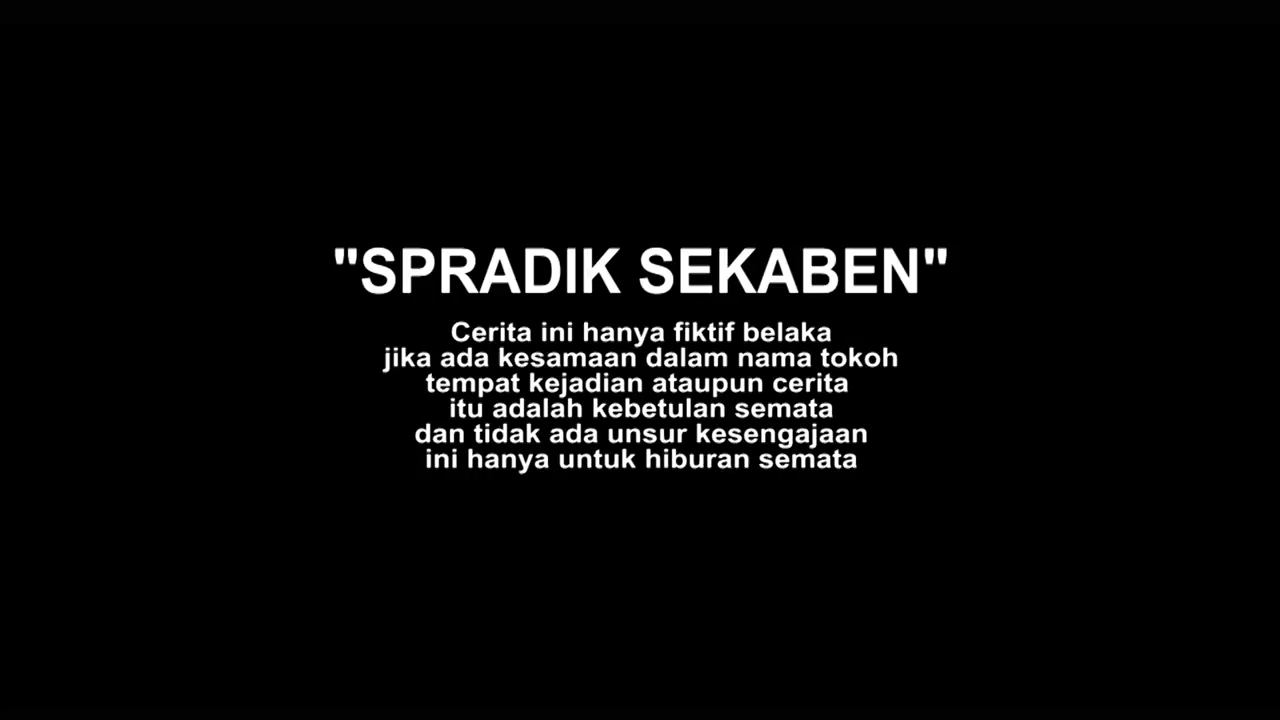 "SPRADIK SEKABEN"
Cerita ini hanya fiktif belaka
jika ada kesamaan dalam nama tokoh
tempat kejadian ataupun cerita
itu adalah kebetulan semata
dan tidak ada unsur kesengajaan
ini hanya untuk hiburan semata